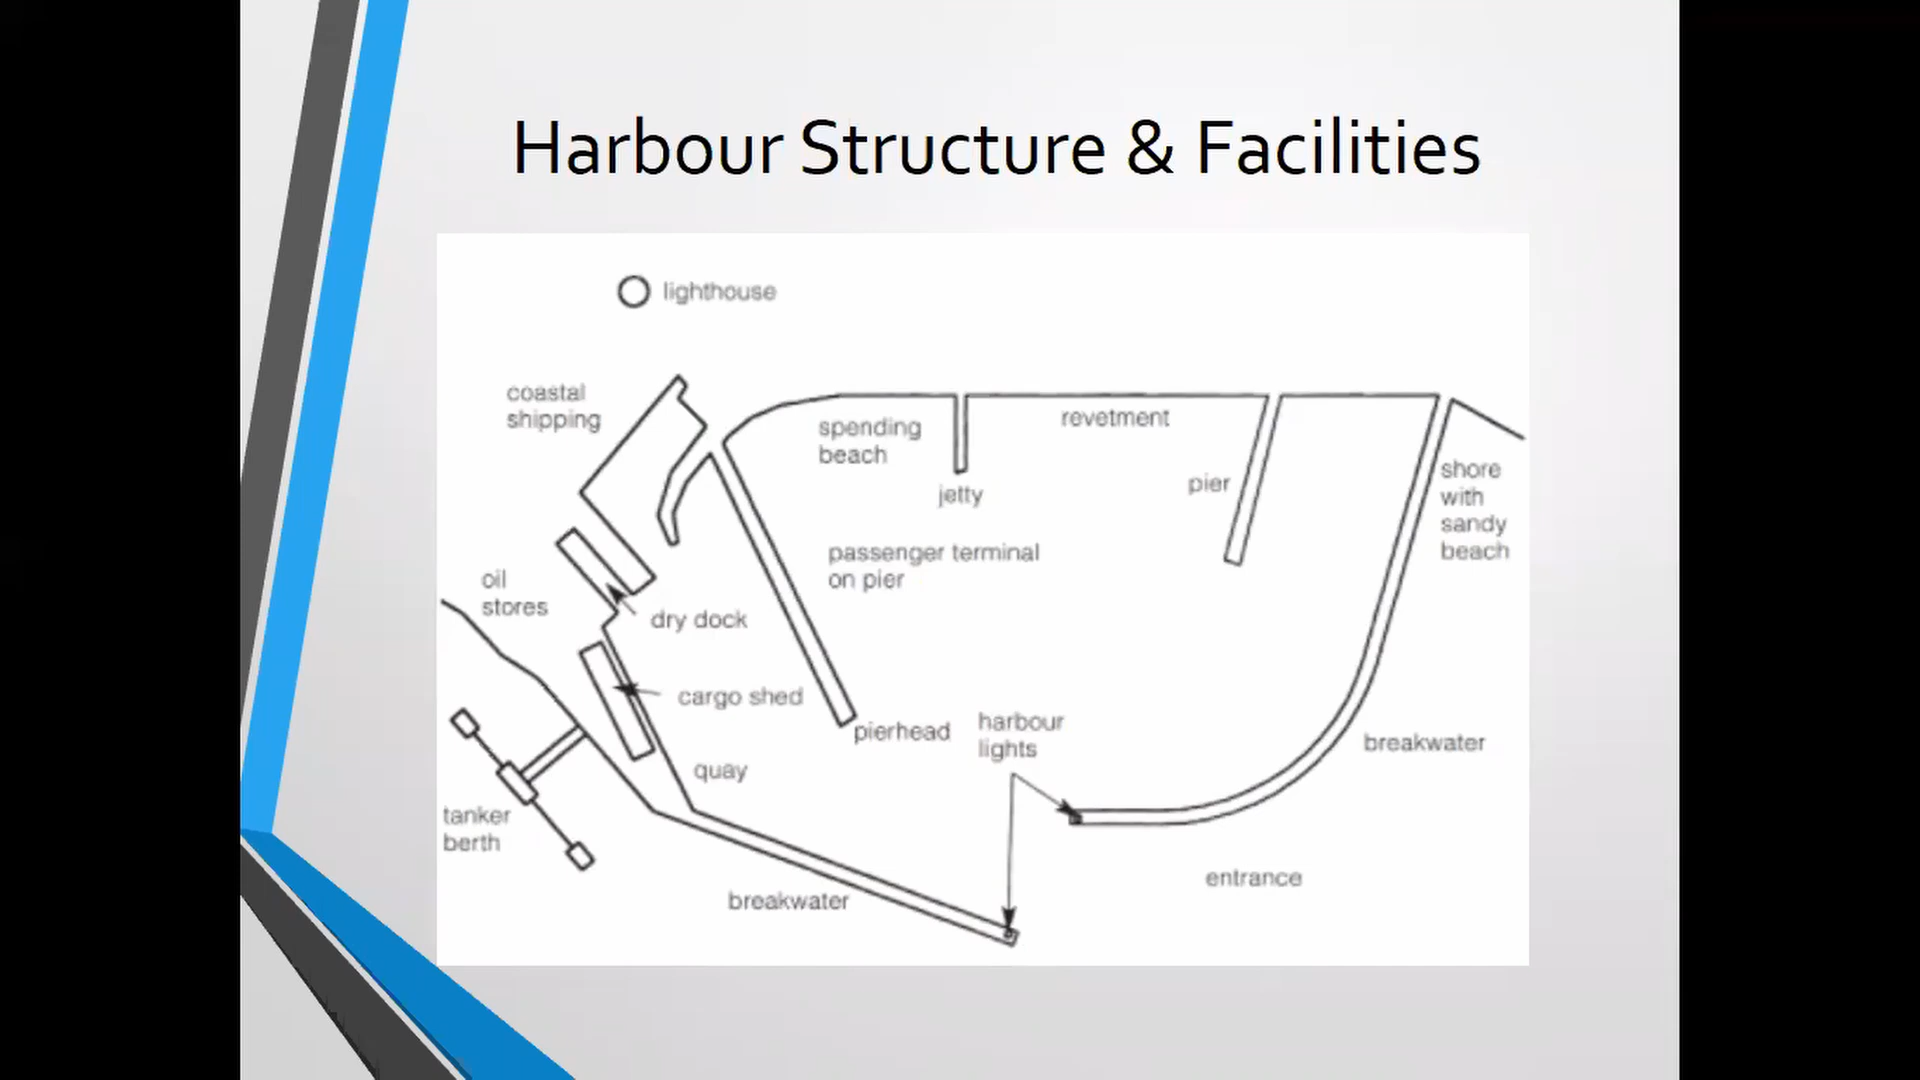 Harbour Structure & Facilities
lighthouse
coastal
shipping
spending
beach
revetment
jetty
pier
shore
with
sandy
beach
passenger terminal
on pier
oil
stores
dry dock
cargo shed
pierhead
harbour
lights
breakwater
quay
tanker
berth
entrance
breakwater